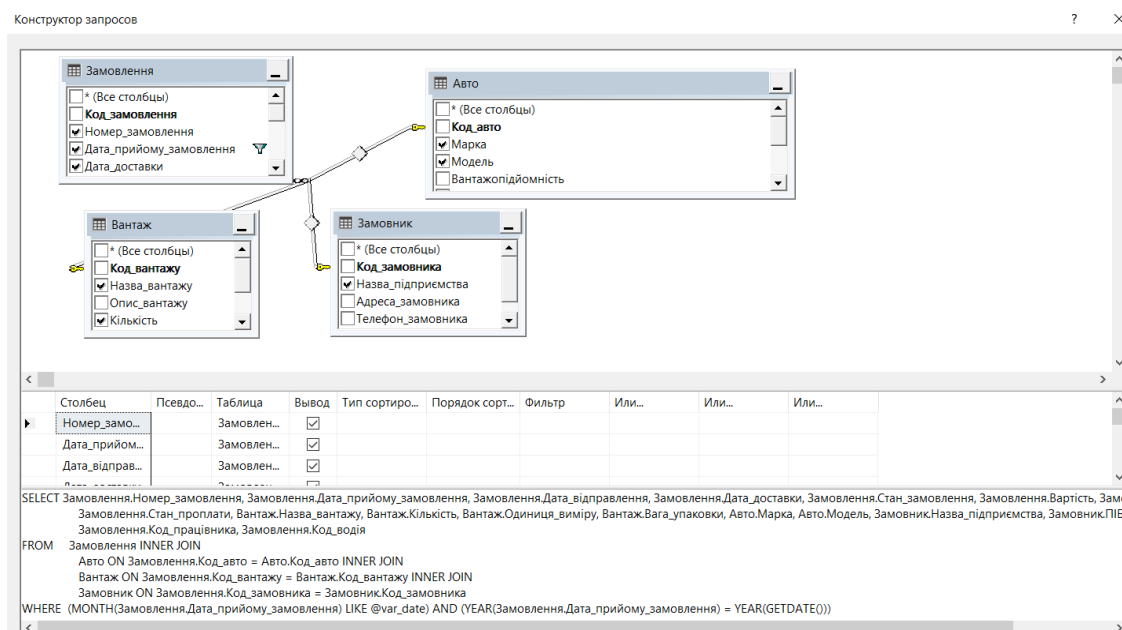 Конструктор запросов
?
Замовлення
* (Все столбцы)
Код_замовлення
Номер_замовлення
Дата_прийому_замовлення
Дата_доставки
Авто
* (Все столбцы)
Код_авто
Марка
Модель
Вантажопідйомність
Вантаж
* (Все столбцы)
Код_вантажу
Назва_вантажу
Опис_вантажу
Кількість
Замовник
* (Все столбцы)
Код_замовника
Назва_підприємства
Адреса_замовника
Телефон_замовника
Столбец Псевдо... Таблица Вывод Тип сортиро... Порядок сорт... Фильтр Или... Или... Или...
Номер_замо... Замовлен...
Дата_прийом... Замовлен...
Дата_відправ... Замовлен...
SELECT Замовлення.Номер_замовлення, Замовлення.Дата_прийому_замовлення, Замовлення.Дата_відправлення, Замовлення.Дата_доставки, Замовлення.Стан_замовлення, Замовлення.Вартість, Замо
Замовлення.Стан_проплати, Вантаж.Назва_вантажу, Вантаж.Кількість, Вантаж.Одиниця_виміру, Вантаж.Вага_упаковки, Авто.Марка, Авто.Модель, Замовник.Назва_підприємства, Замовник.ПІБ
Замовлення.Код_працівника, Замовлення.Код_водія
FROM Замовлення INNER JOIN
Авто ON Замовлення.Код_авто = Авто.Код_авто INNER JOIN
Вантаж ON Замовлення.Код_вантажу = Вантаж.Код_вантажу INNER JOIN
Замовник ON Замовлення.Код_замовника = Замовник.Код_замовника
WHERE (MONTH(Замовлення.Дата_прийому_замовлення) LIKE @var_date) AND (YEAR(Замовлення.Дата_прийому_замовлення) = YEAR(GETDATE()))